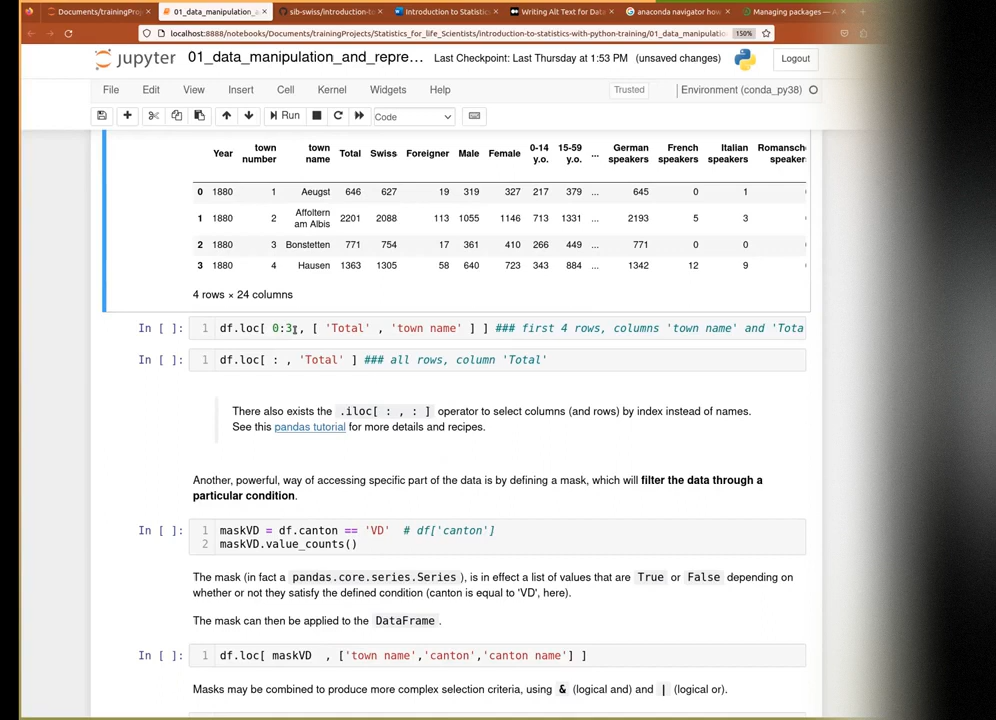 Documents/trainingProj
01_data_manipulation_a
sib-swiss/introduction-to
Introduction to Statistic
Writing Alt Text for Data
anaconda navigator how
Managing packages — A
localhost:8888/notebooks/Documents/trainingProjects/Statistics_for_life_Scientists/introduction-to-statistics-with-python-training/01_data_manipulatio
150%
jupyter 01_data_manipulation_and_repre... Last Checkpoint: Last Thursday at 1:53 PM (unsaved changes) Logout
File Edit View Insert Cell Kernel Widgets Help Trusted Environment (conda_py38)
Run Code
Year town number town name Total Swiss Foreigner Male Female 0-14 y.o. 15-59 y.o. ... German speakers French speakers Italian speakers Romansch speaker
0 1880 1 Aeugst 646 627 19 319 327 217 379 ... 645 0 1
1 1880 2 Affoltern am Albis 2201 2088 113 1055 1146 713 1331 ... 2193 5 3
2 1880 3 Bonstetten 771 754 17 361 410 266 449 ... 771 0 0
3 1880 4 Hausen 1363 1305 58 640 723 343 884 ... 1342 12 9
4 rows × 24 columns
In [ ]: 1 df.loc[ 0:3 , [ 'Total' , 'town name' ] ] ### first 4 rows, columns 'town name' and 'Tota
In [ ]: 1 df.loc[ : , 'Total' ] ### all rows, column 'Total'
There also exists the .iloc[ : , : ] operator to select columns (and rows) by index instead of names.
See this pandas tutorial for more details and recipes.
Another, powerful, way of accessing specific part of the data is by defining a mask, which will filter the data through a
particular condition.
In [ ]: 1 maskVD = df.canton == 'VD' # df['canton']
2 maskVD.value_counts()
The mask (in fact a pandas.core.series.Series), is in effect a list of values that are True or False depending on
whether or not they satisfy the defined condition (canton is equal to 'VD', here).
The mask can then be applied to the DataFrame.
In [ ]: 1 df.loc[ maskVD , ['town name','canton','canton name'] ]
Masks may be combined to produce more complex selection criteria, using & (logical and) and | (logical or).